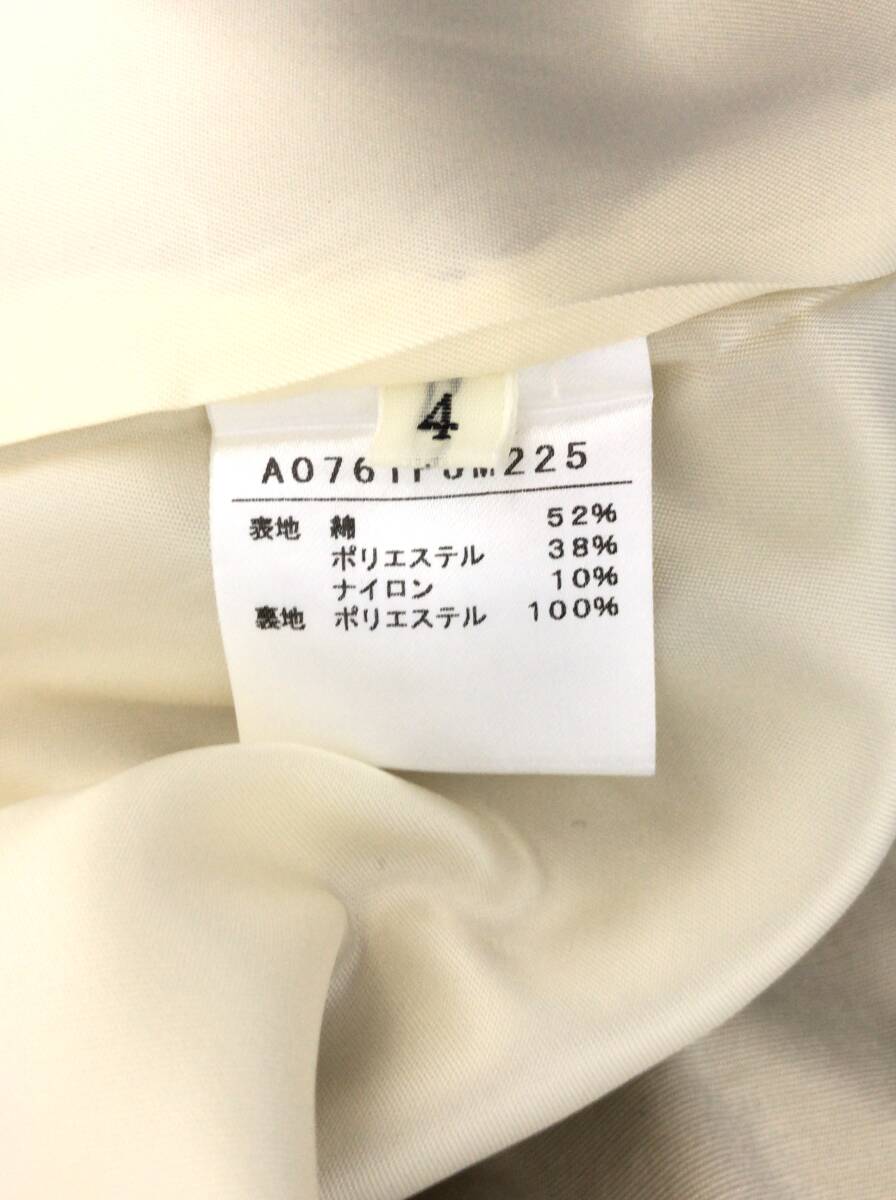 4
表地 綿 52%
ポリエステル 38%
ナイロン 10%
裏地 ポリエステル 100%